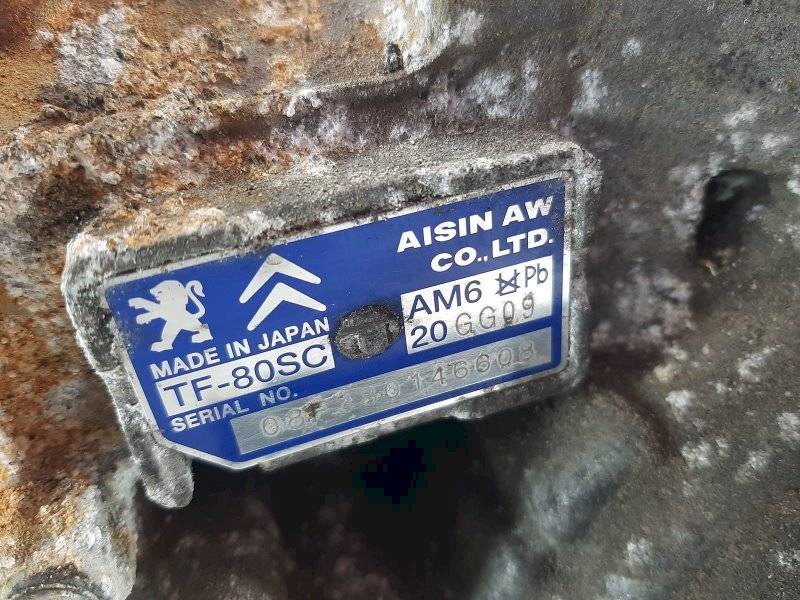 AISIN AW
CO.,LTD.
MADE IN JAPAN
AM6 Pb
TF-80SC
20 GG09
SERIAL NO.